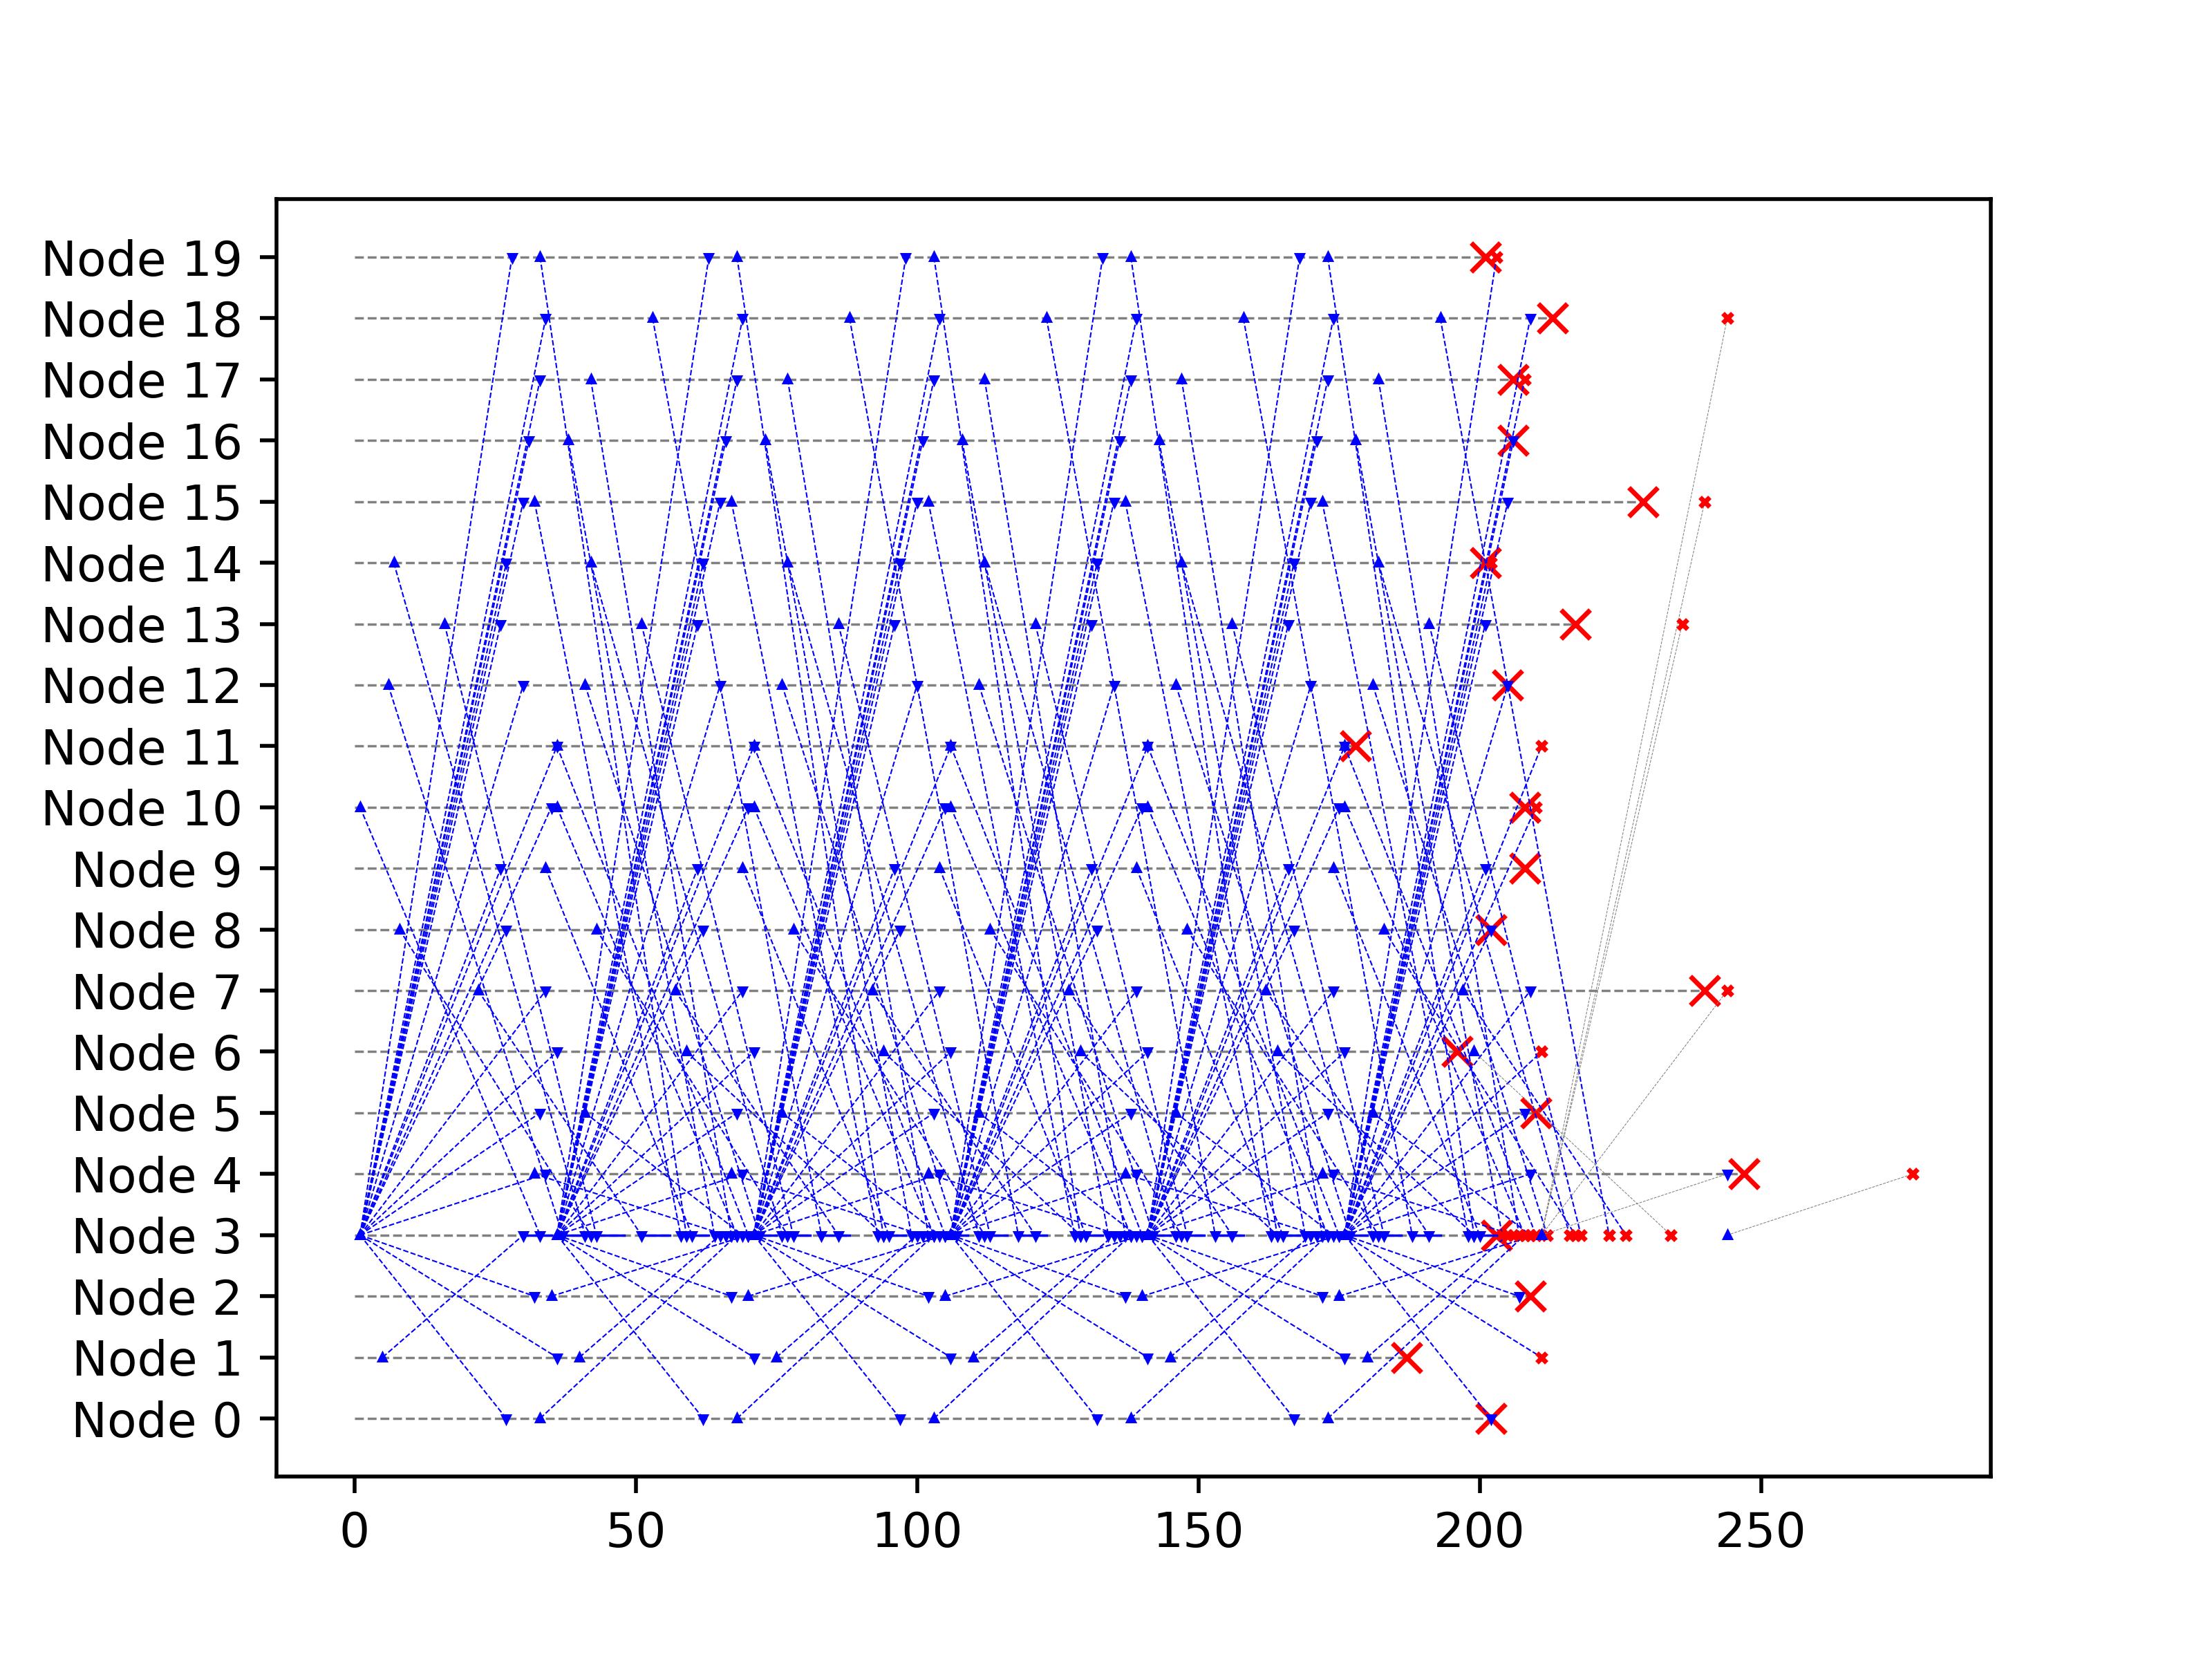 Node 19
Node 18
Node 17
Node 16
Node 15
Node 14
Node 13
Node 12
Node 11
Node 10
Node 9
Node 8
Node 7
Node 6
Node 5
Node 4
Node 3
Node 2
Node 1
Node 0
0 50 100 150 200 250